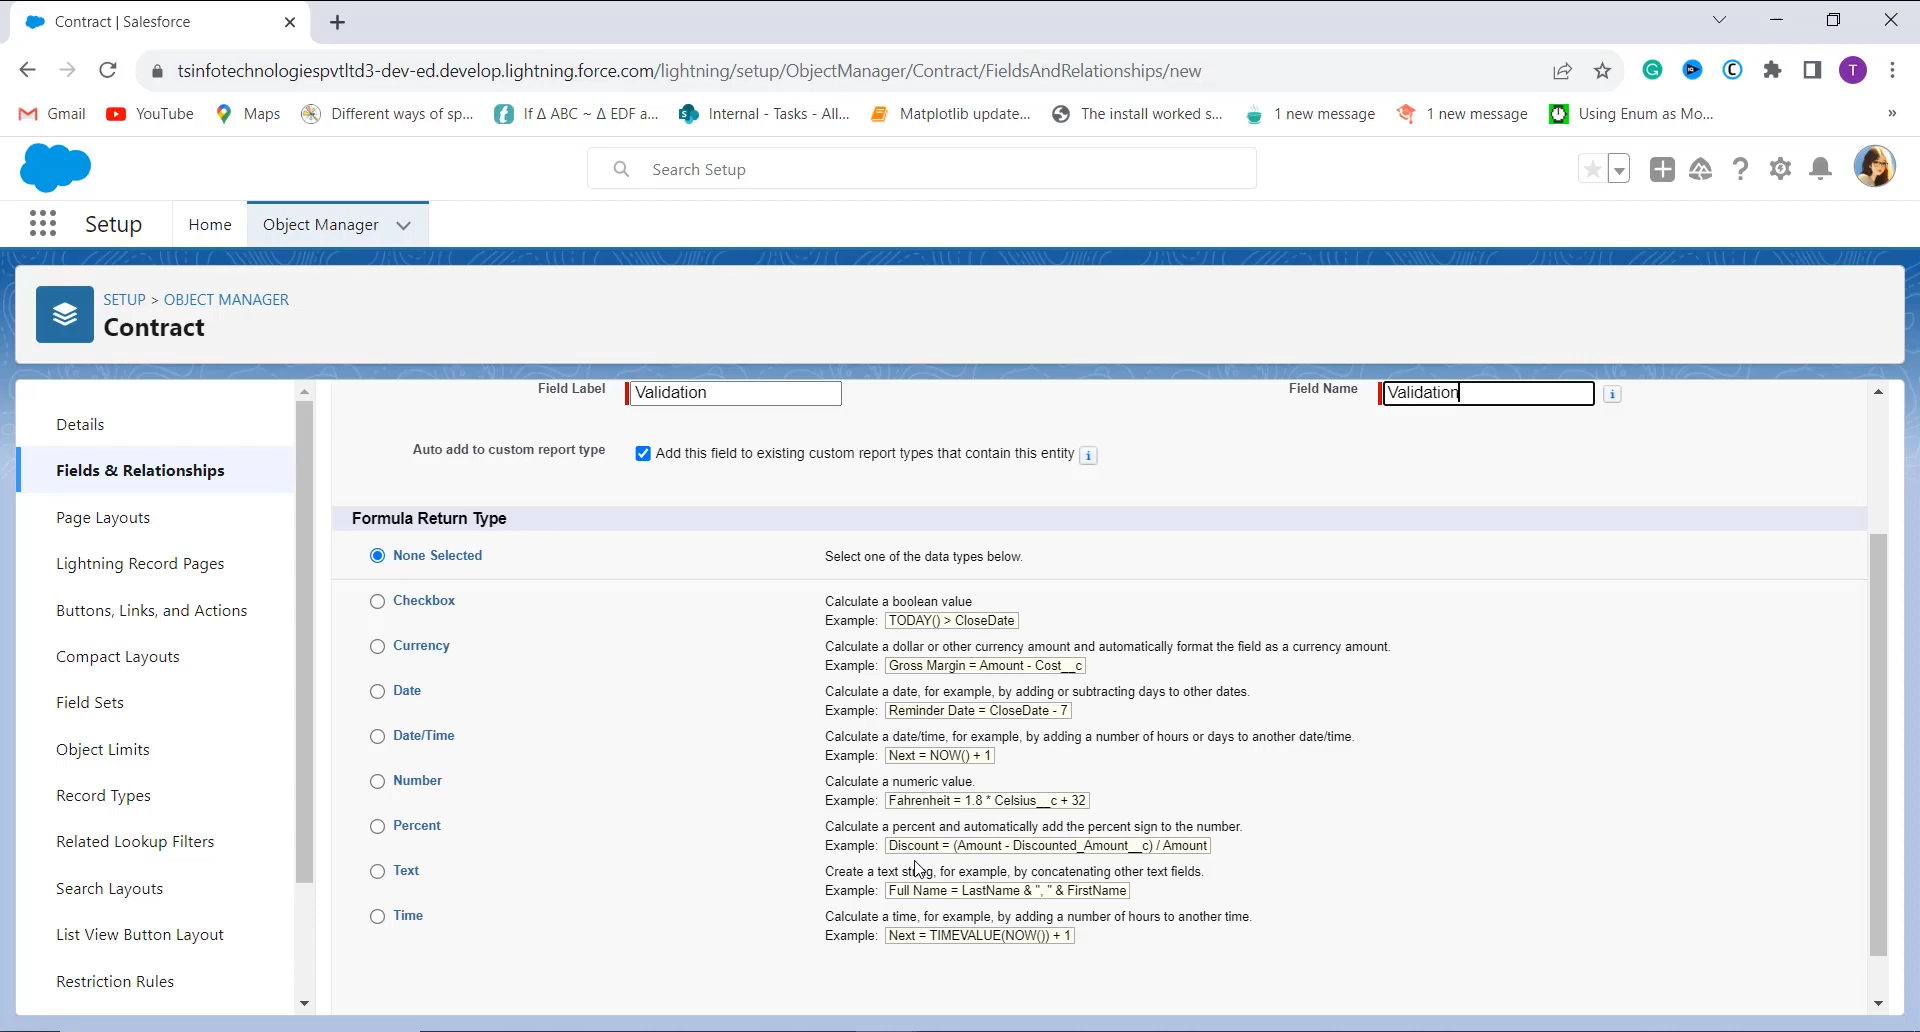 Contract | Salesforce
tsinfotechnologiespvtltd3-dev-ed.develop.lightning.force.com/lightning/setup/ObjectManager/Contract/FieldsAndRelationships/new
T
Gmail YouTube Maps Different ways of sp... If Δ ABC ~ Δ EDF a... Internal - Tasks - All... Matplotlib update... The install worked s... 1 new message 1 new message Using Enum as Mo... »
Search Setup
Setup Home Object Manager
SETUP > OBJECT MANAGER
Contract
Details
Fields & Relationships
Page Layouts
Lightning Record Pages
Buttons, Links, and Actions
Compact Layouts
Field Sets
Object Limits
Record Types
Related Lookup Filters
Search Layouts
List View Button Layout
Restriction Rules
Field Label Validation Field Name Validation i
Auto add to custom report type Add this field to existing custom report types that contain this entity i
Formula Return Type
None Selected Select one of the data types below.
Checkbox Calculate a boolean value
Example: TODAY() > CloseDate
Currency Calculate a dollar or other currency amount and automatically format the field as a currency amount.
Example: Gross Margin = Amount - Cost__c
Date Calculate a date, for example, by adding or subtracting days to other dates.
Example: Reminder Date = CloseDate - 7
Date/Time Calculate a date/time, for example, by adding a number of hours or days to another date/time.
Example: Next = NOW() + 1
Number Calculate a numeric value.
Example: Fahrenheit = 1.8 * Celsius__c + 32
Percent Calculate a percent and automatically add the percent sign to the number.
Example: Discount = (Amount - Discounted_Amount__c) / Amount
Text Create a text string, for example, by concatenating other text fields.
Example: Full Name = LastName & ", " & FirstName
Time Calculate a time, for example, by adding a number of hours to another time.
Example: Next = TIMEVALUE(NOW()) + 1